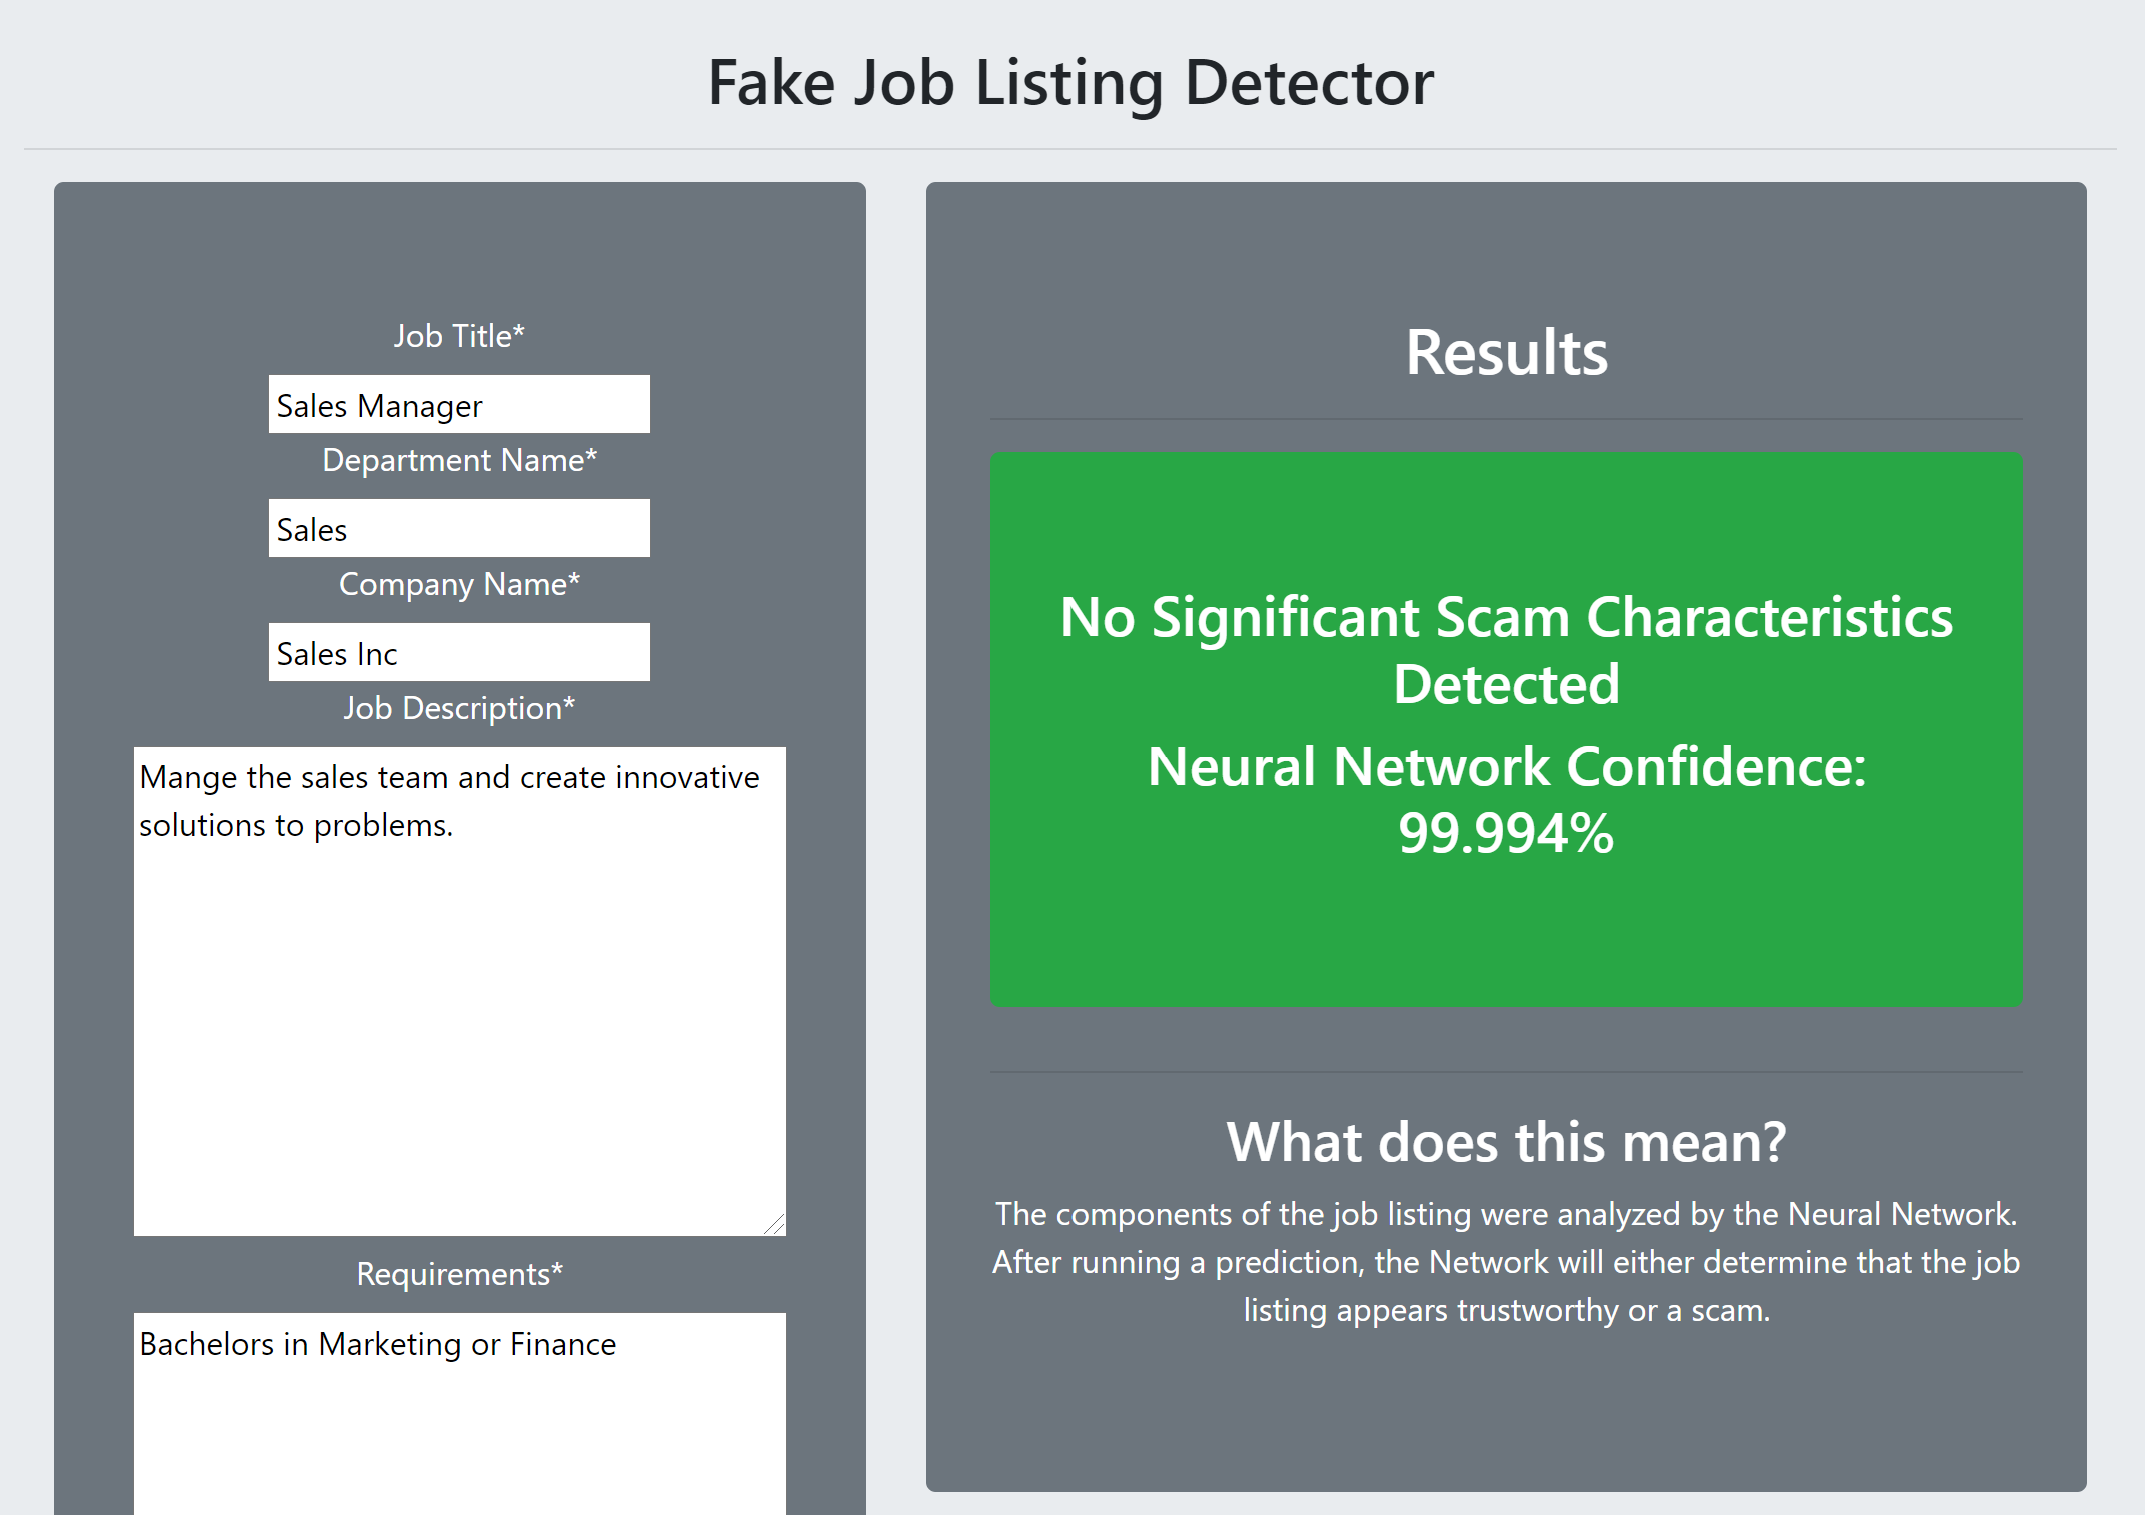 Fake Job Listing Detector
Job Title*
Sales Manager
Department Name*
Sales
Company Name*
Sales Inc
Job Description*
Mange the sales team and create innovative
solutions to problems.
Requirements*
Bachelors in Marketing or Finance
Results
No Significant Scam Characteristics
Detected
Neural Network Confidence:
99.994%
What does this mean?
The components of the job listing were analyzed by the Neural Network.
After running a prediction, the Network will either determine that the job
listing appears trustworthy or a scam.